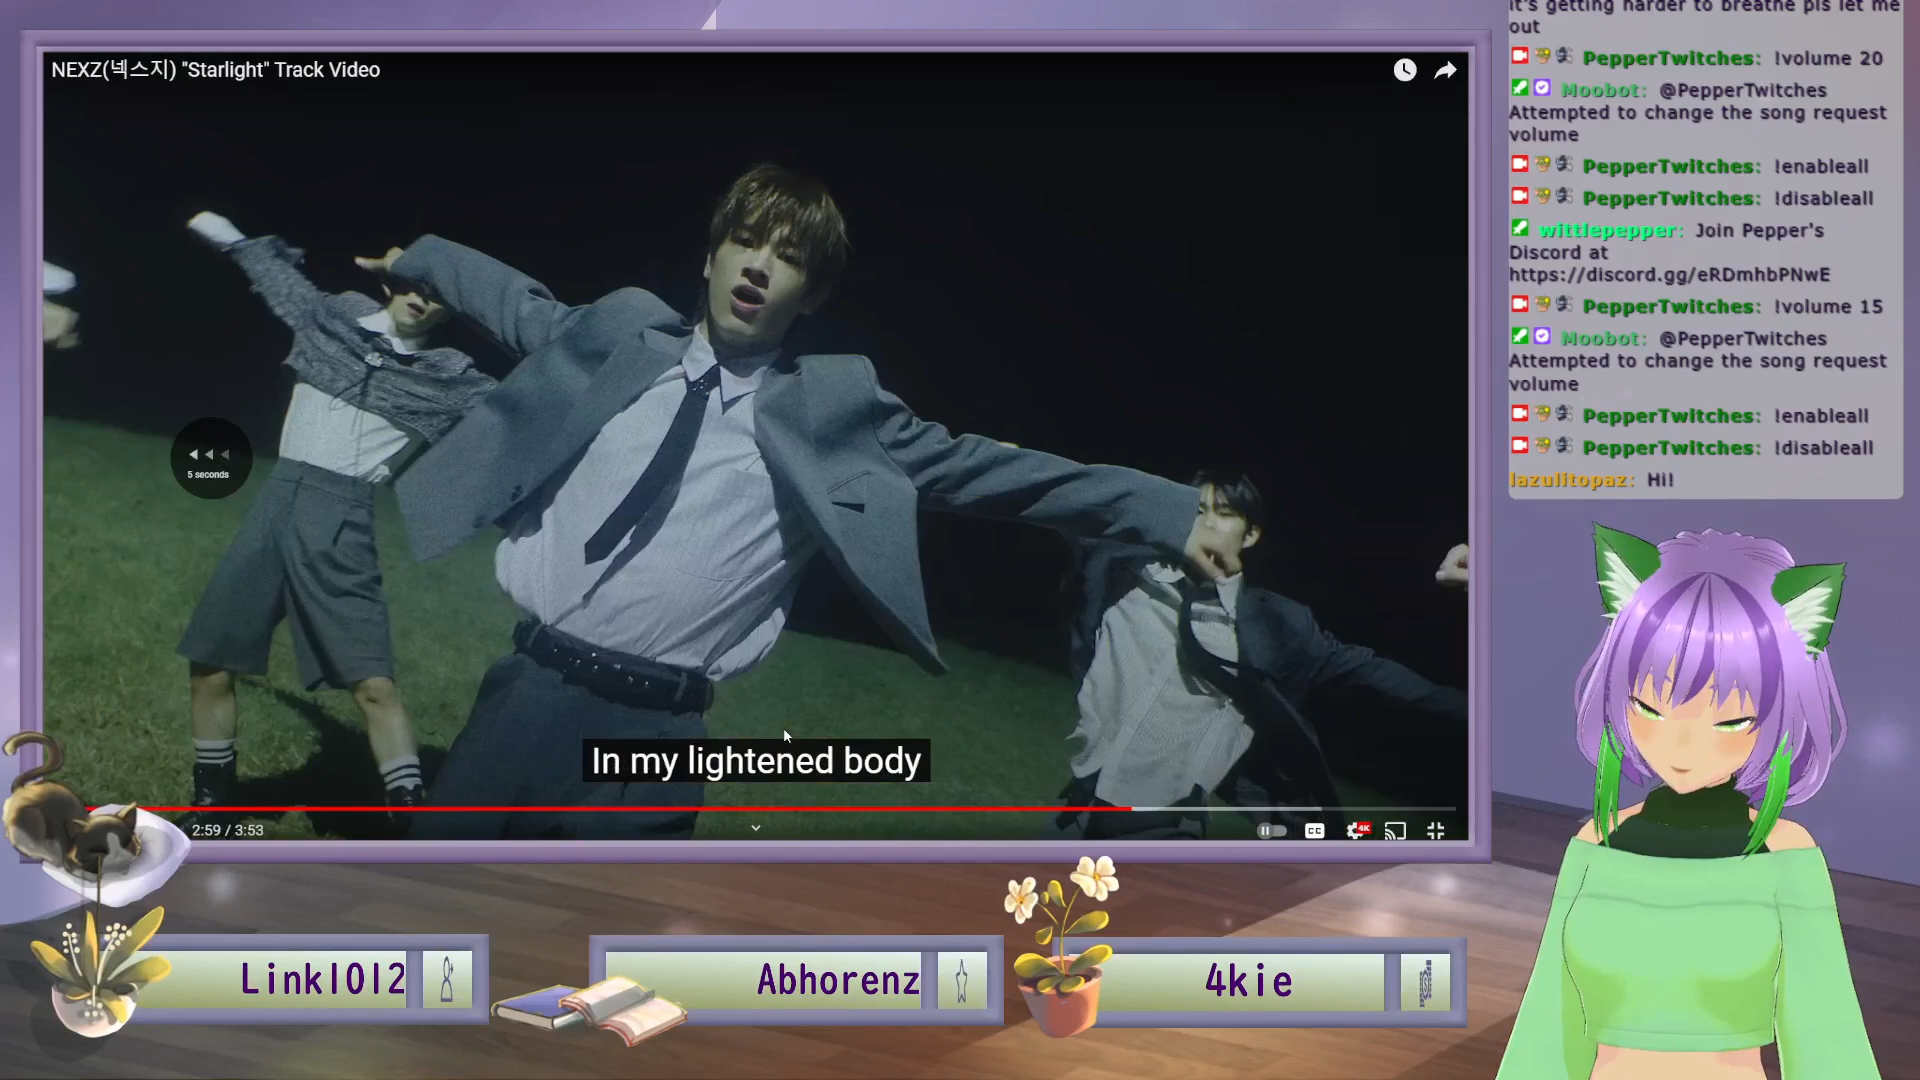 NEXZ(넥스지) "Starlight" Track Video
5 seconds
In my lightened body
2:59 / 3:53
CC
4K
it's getting harder to breathe pls let me
out
PepperTwitches: !volume 20
Moobot: @PepperTwitches
Attempted to change the song request
volume
PepperTwitches: !enableall
PepperTwitches: !disableall
wittlepepper: Join Pepper's
Discord at
https://discord.gg/eRDmhbPNwE
PepperTwitches: !volume 15
Moobot: @PepperTwitches
Attempted to change the song request
volume
PepperTwitches: !enableall
PepperTwitches: !disableall
lazulitopaz: Hi!
Link1012
Abhorenz
4kie